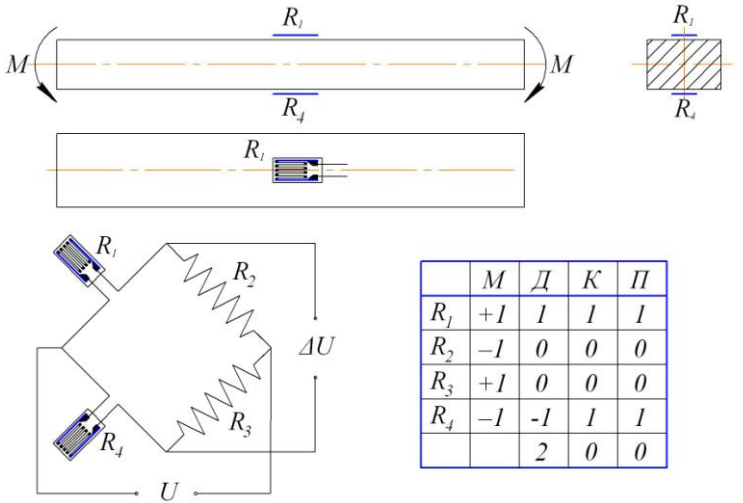 R₁ R₁
M M
R₄ R₄
R₁
R₁
R₂
ΔU
R₃
R₄
U
М Д К П
R₁ +1 1 1 1
R₂ –1 0 0 0
R₃ +1 0 0 0
R₄ –1 -1 1 1
2 0 0